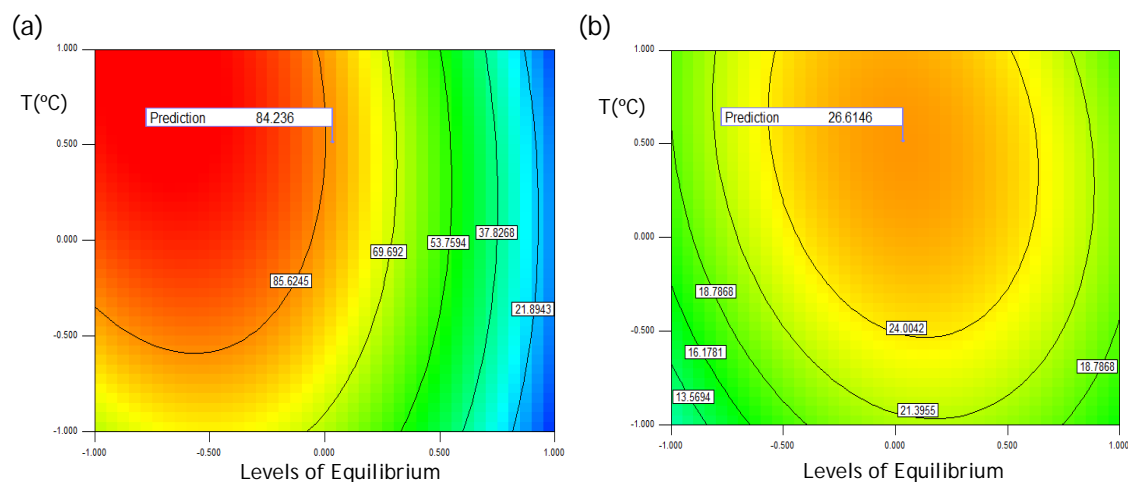 (a)
1.000
T(ºC)
Prediction 84.236
0.500
0.000
69.692
53.7594
37.8268
85.6245
21.8943
-0.500
-1.000
-1.000 -0.500 0.000 0.500 1.000
Levels of Equilibrium
(b)
1.000
T(ºC)
Prediction 26.6146
0.500
0.000
18.7868
24.0042
-0.500
16.1781
18.7868
13.5694
21.3955
-1.000
-1.000 -0.500 0.000 0.500 1.000
Levels of Equilibrium